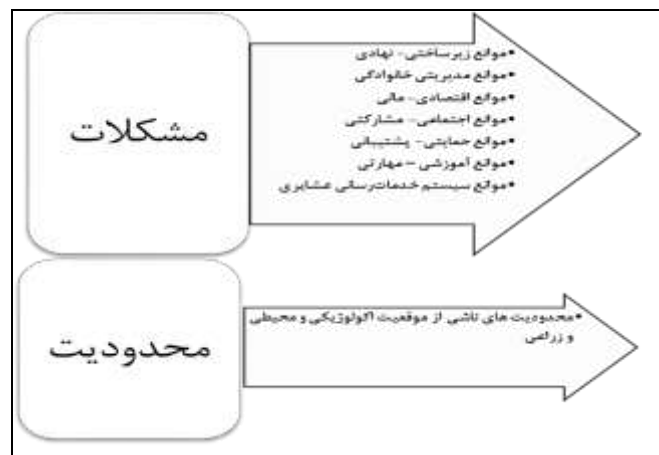 مشکلات
•موانع زیرساختی- نهادی
•موانع مدیریتی خانوادگی
•موانع اقتصادی- مالی
•موانع اجتماعی- مشارکتی
•موانع حمایتی- پشتیبانی
•موانع آموزشی – مهارتی
•موانع سیستم خدمات‌رسانی عشایری
محدودیت
•محدودیت های ناشی از موقعیت اکولوژیکی و محیطی
و زراعی